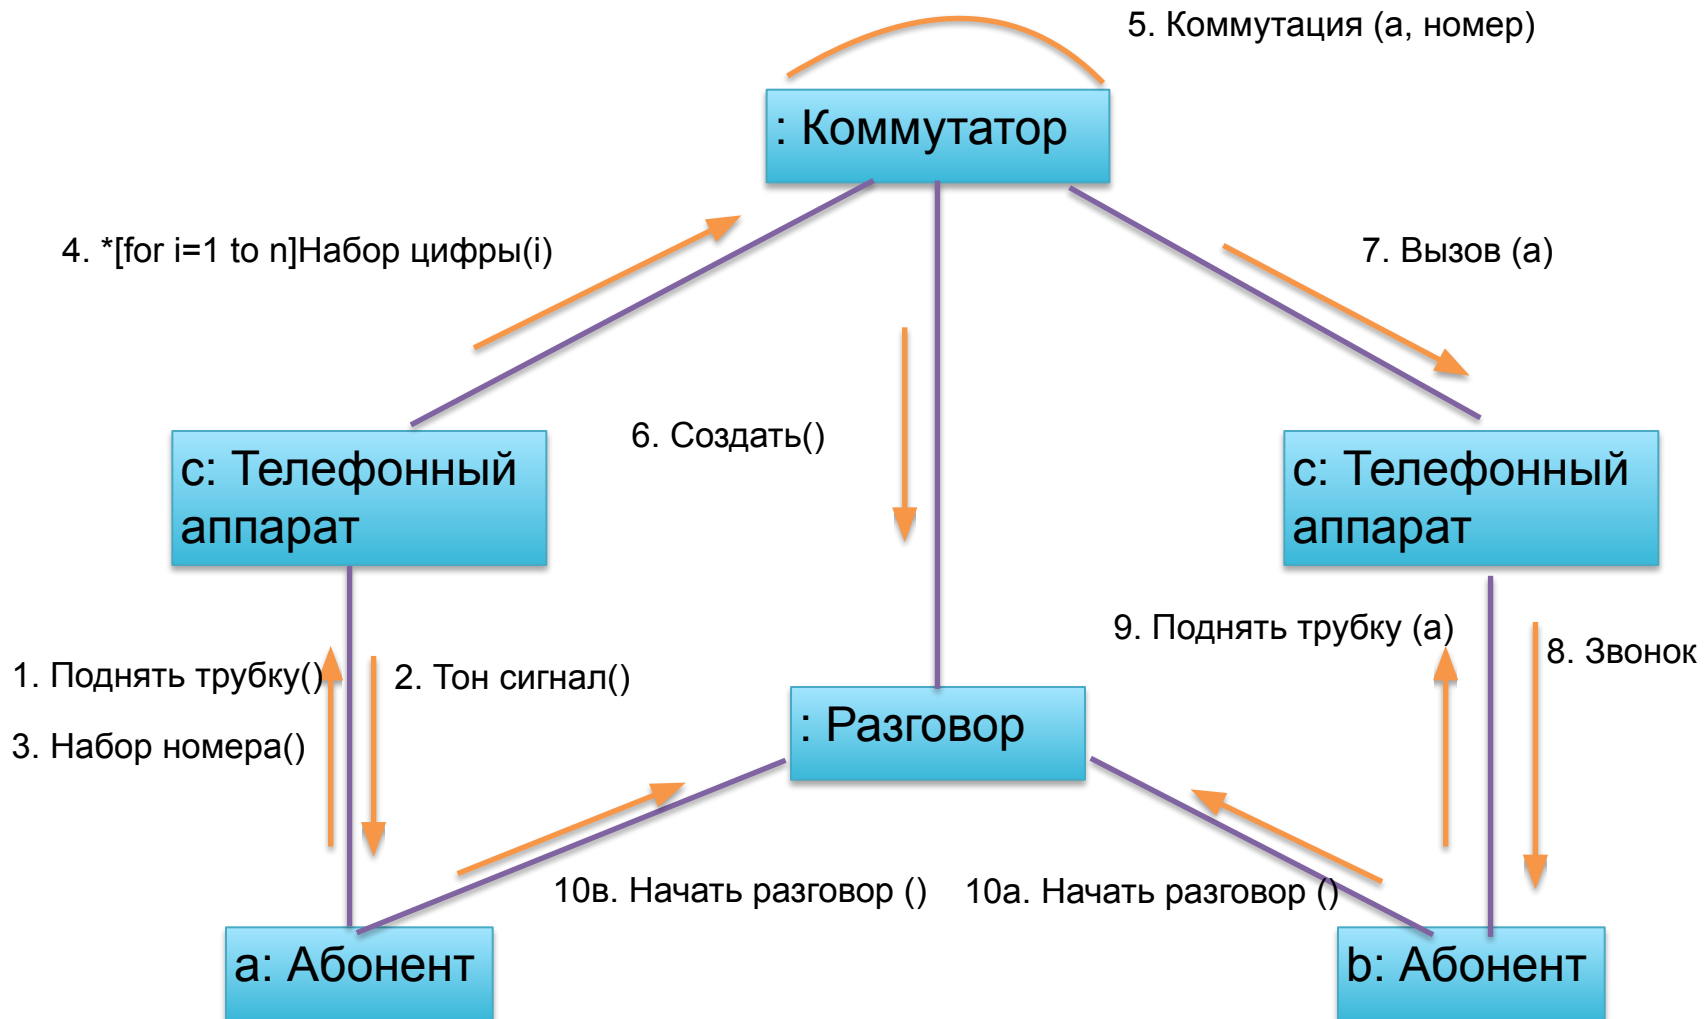 5. Коммутация (а, номер)
: Коммутатор
4. *[for i=1 to n]Набор цифры(i)
7. Вызов (а)
6. Создать()
с: Телефонный
аппарат
с: Телефонный
аппарат
9. Поднять трубку (а)
8. Звонок
1. Поднять трубку()
2. Тон сигнал()
3. Набор номера()
: Разговор
10в. Начать разговор ()
10а. Начать разговор ()
а: Абонент
b: Абонент